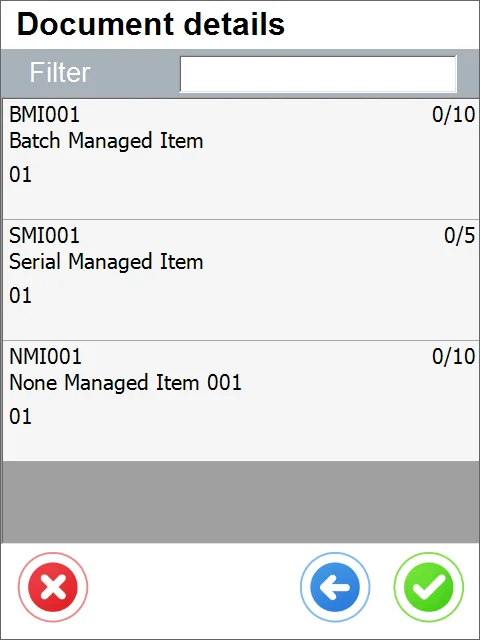 Document details
Filter
BMI001 0/10
Batch Managed Item
01
SMI001 0/5
Serial Managed Item
01
NMI001 0/10
None Managed Item 001
01